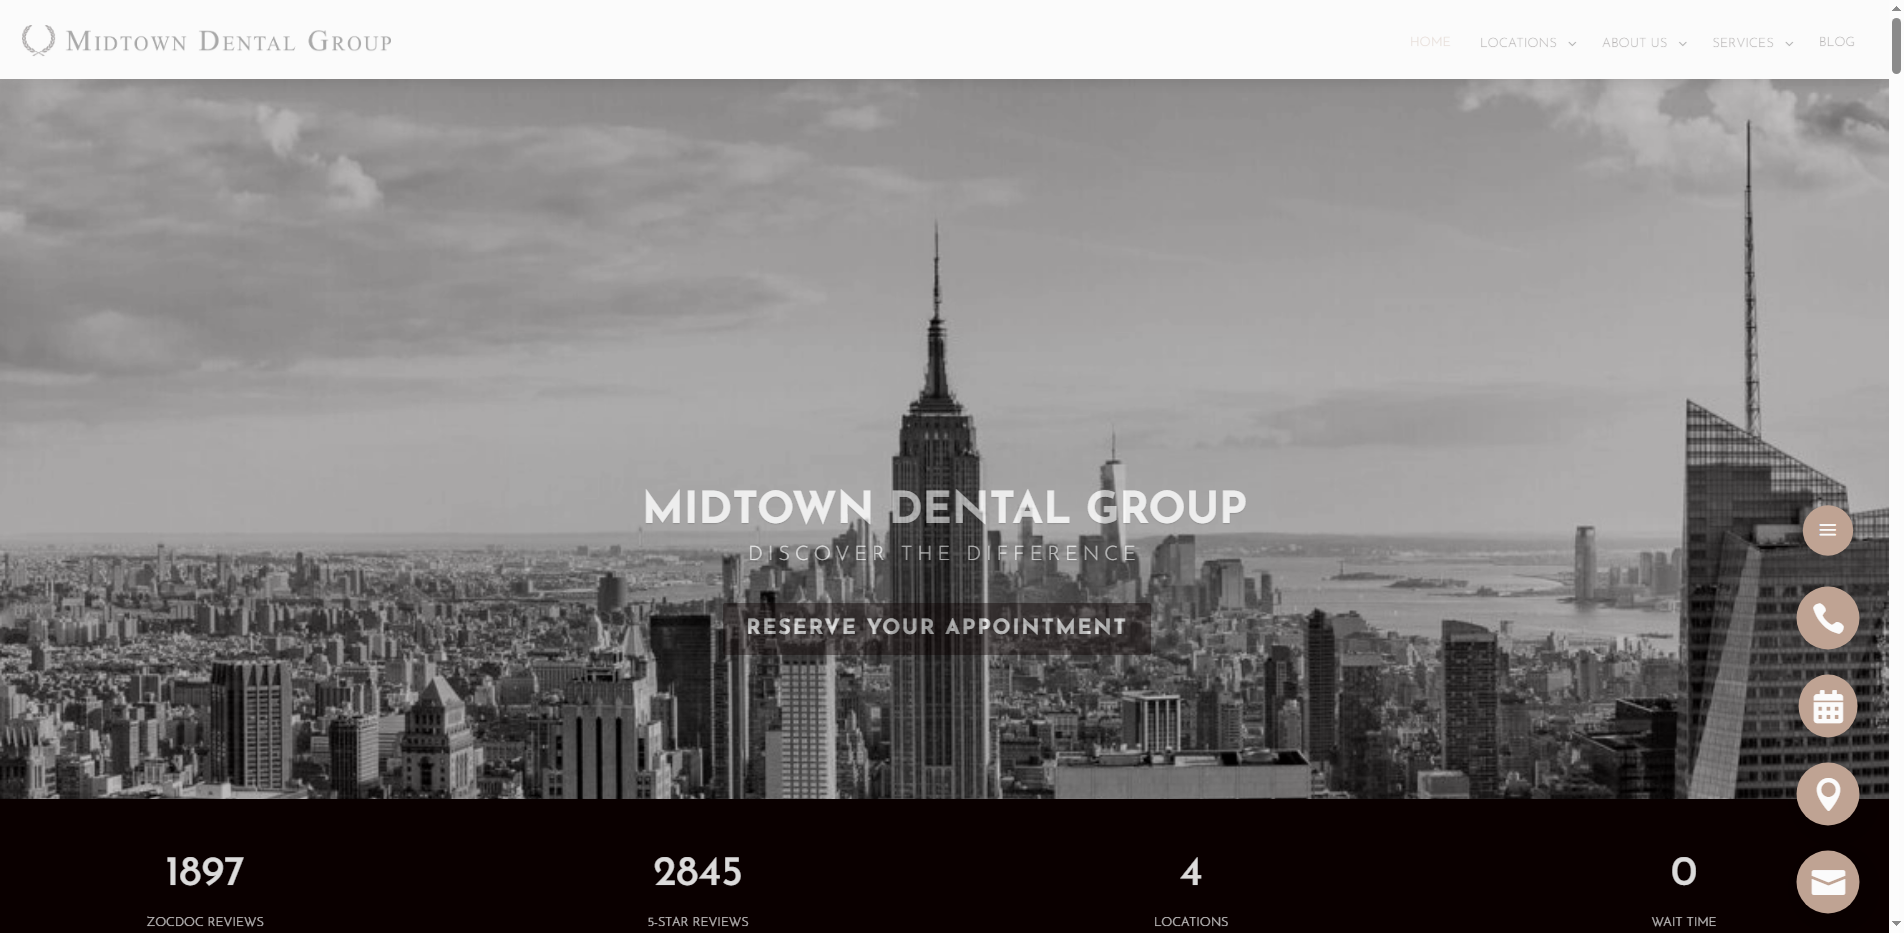 MIDTOWN DENTAL GROUP
HOME LOCATIONS ABOUT US SERVICES BLOG
MIDTOWN DENTAL GROUP
DISCOVER THE DIFFERENCE
RESERVE YOUR APPOINTMENT
1897 2845 4 0
ZOCDOC REVIEWS 5-STAR REVIEWS LOCATIONS WAIT TIME